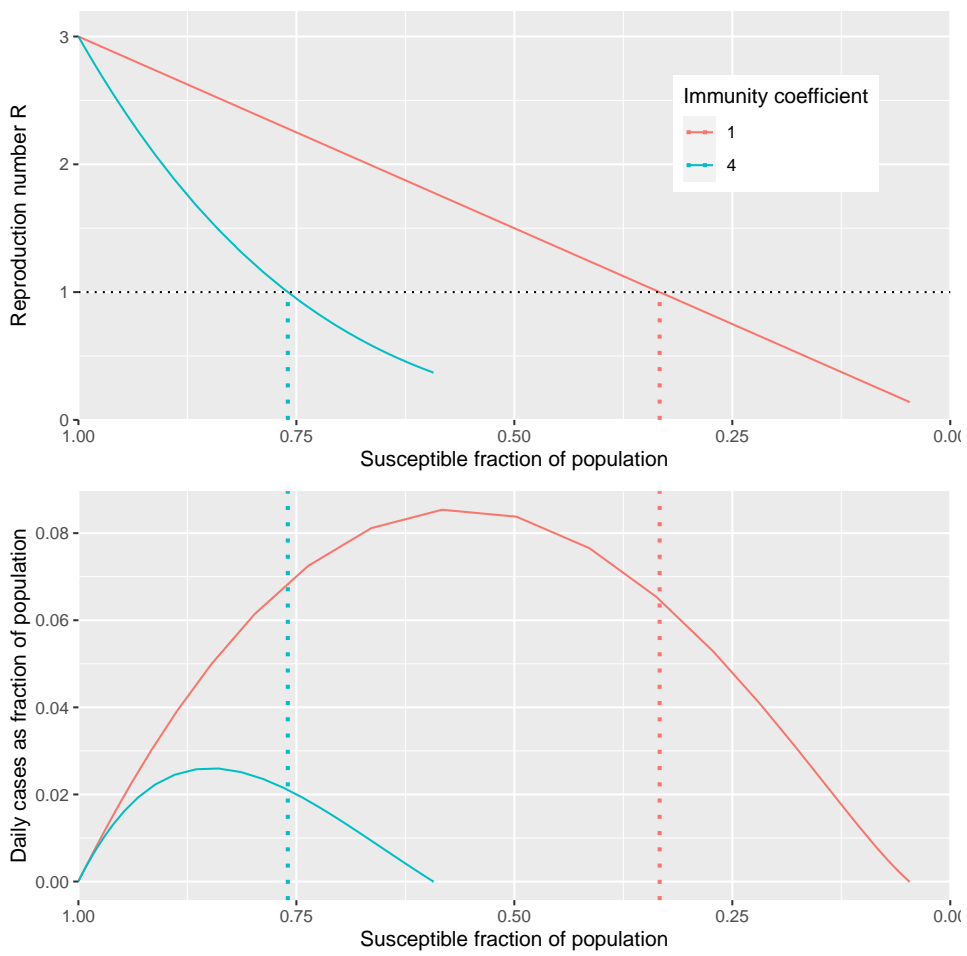 Reproduction number R
3
2
1
0
Immunity coefficient
1
4
1.00 0.75 0.50 0.25 0.00
Susceptible fraction of population
Daily cases as fraction of population
0.08
0.06
0.04
0.02
0.00
1.00 0.75 0.50 0.25 0.00
Susceptible fraction of population